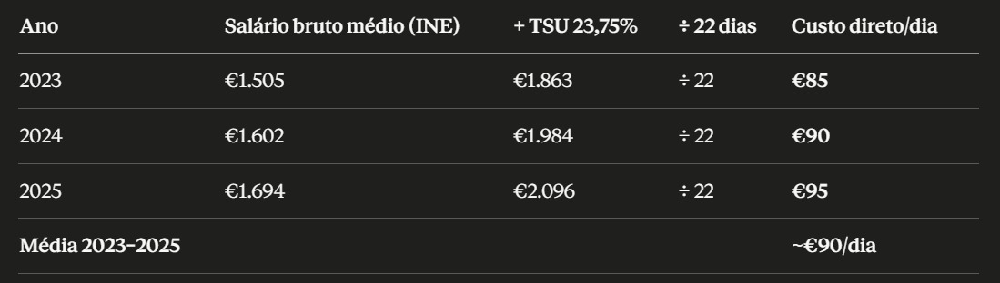 Ano Salário bruto médio (INE) + TSU 23,75% ÷ 22 dias Custo direto/dia
2023 €1.505 €1.863 ÷ 22 €85
2024 €1.602 €1.984 ÷ 22 €90
2025 €1.694 €2.096 ÷ 22 €95
Média 2023–2025 ~€90/dia